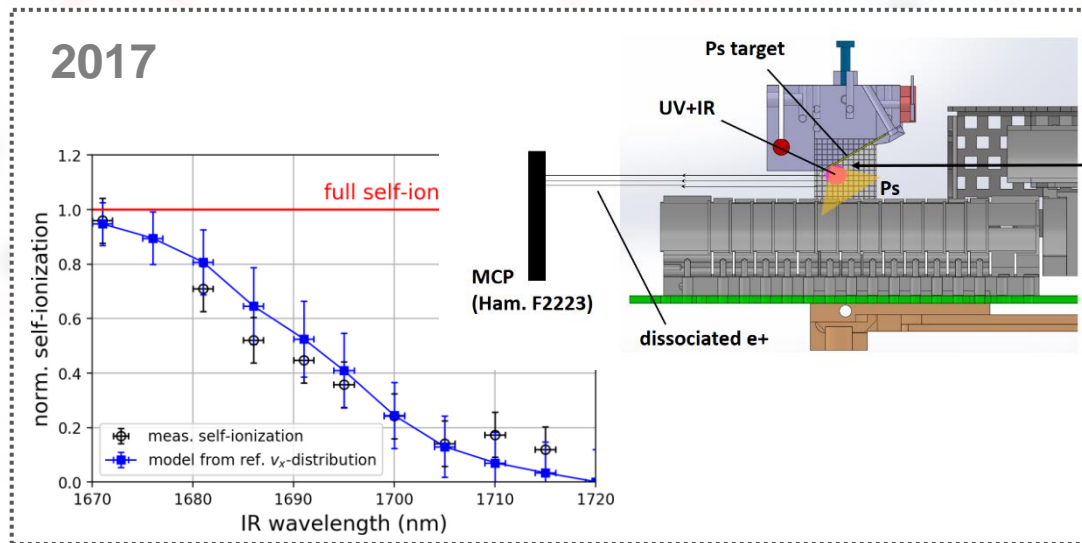 2017
Ps target
UV+IR
Ps
MCP
(Ham. F2223)
dissociated e+
full self-ion
norm. self-ionization
1.2
1.0
0.8
0.6
0.4
0.2
0.0
meas. self-ionization
model from ref. vₓ-distribution
1670
1680
1690
1700
1710
1720
IR wavelength (nm)